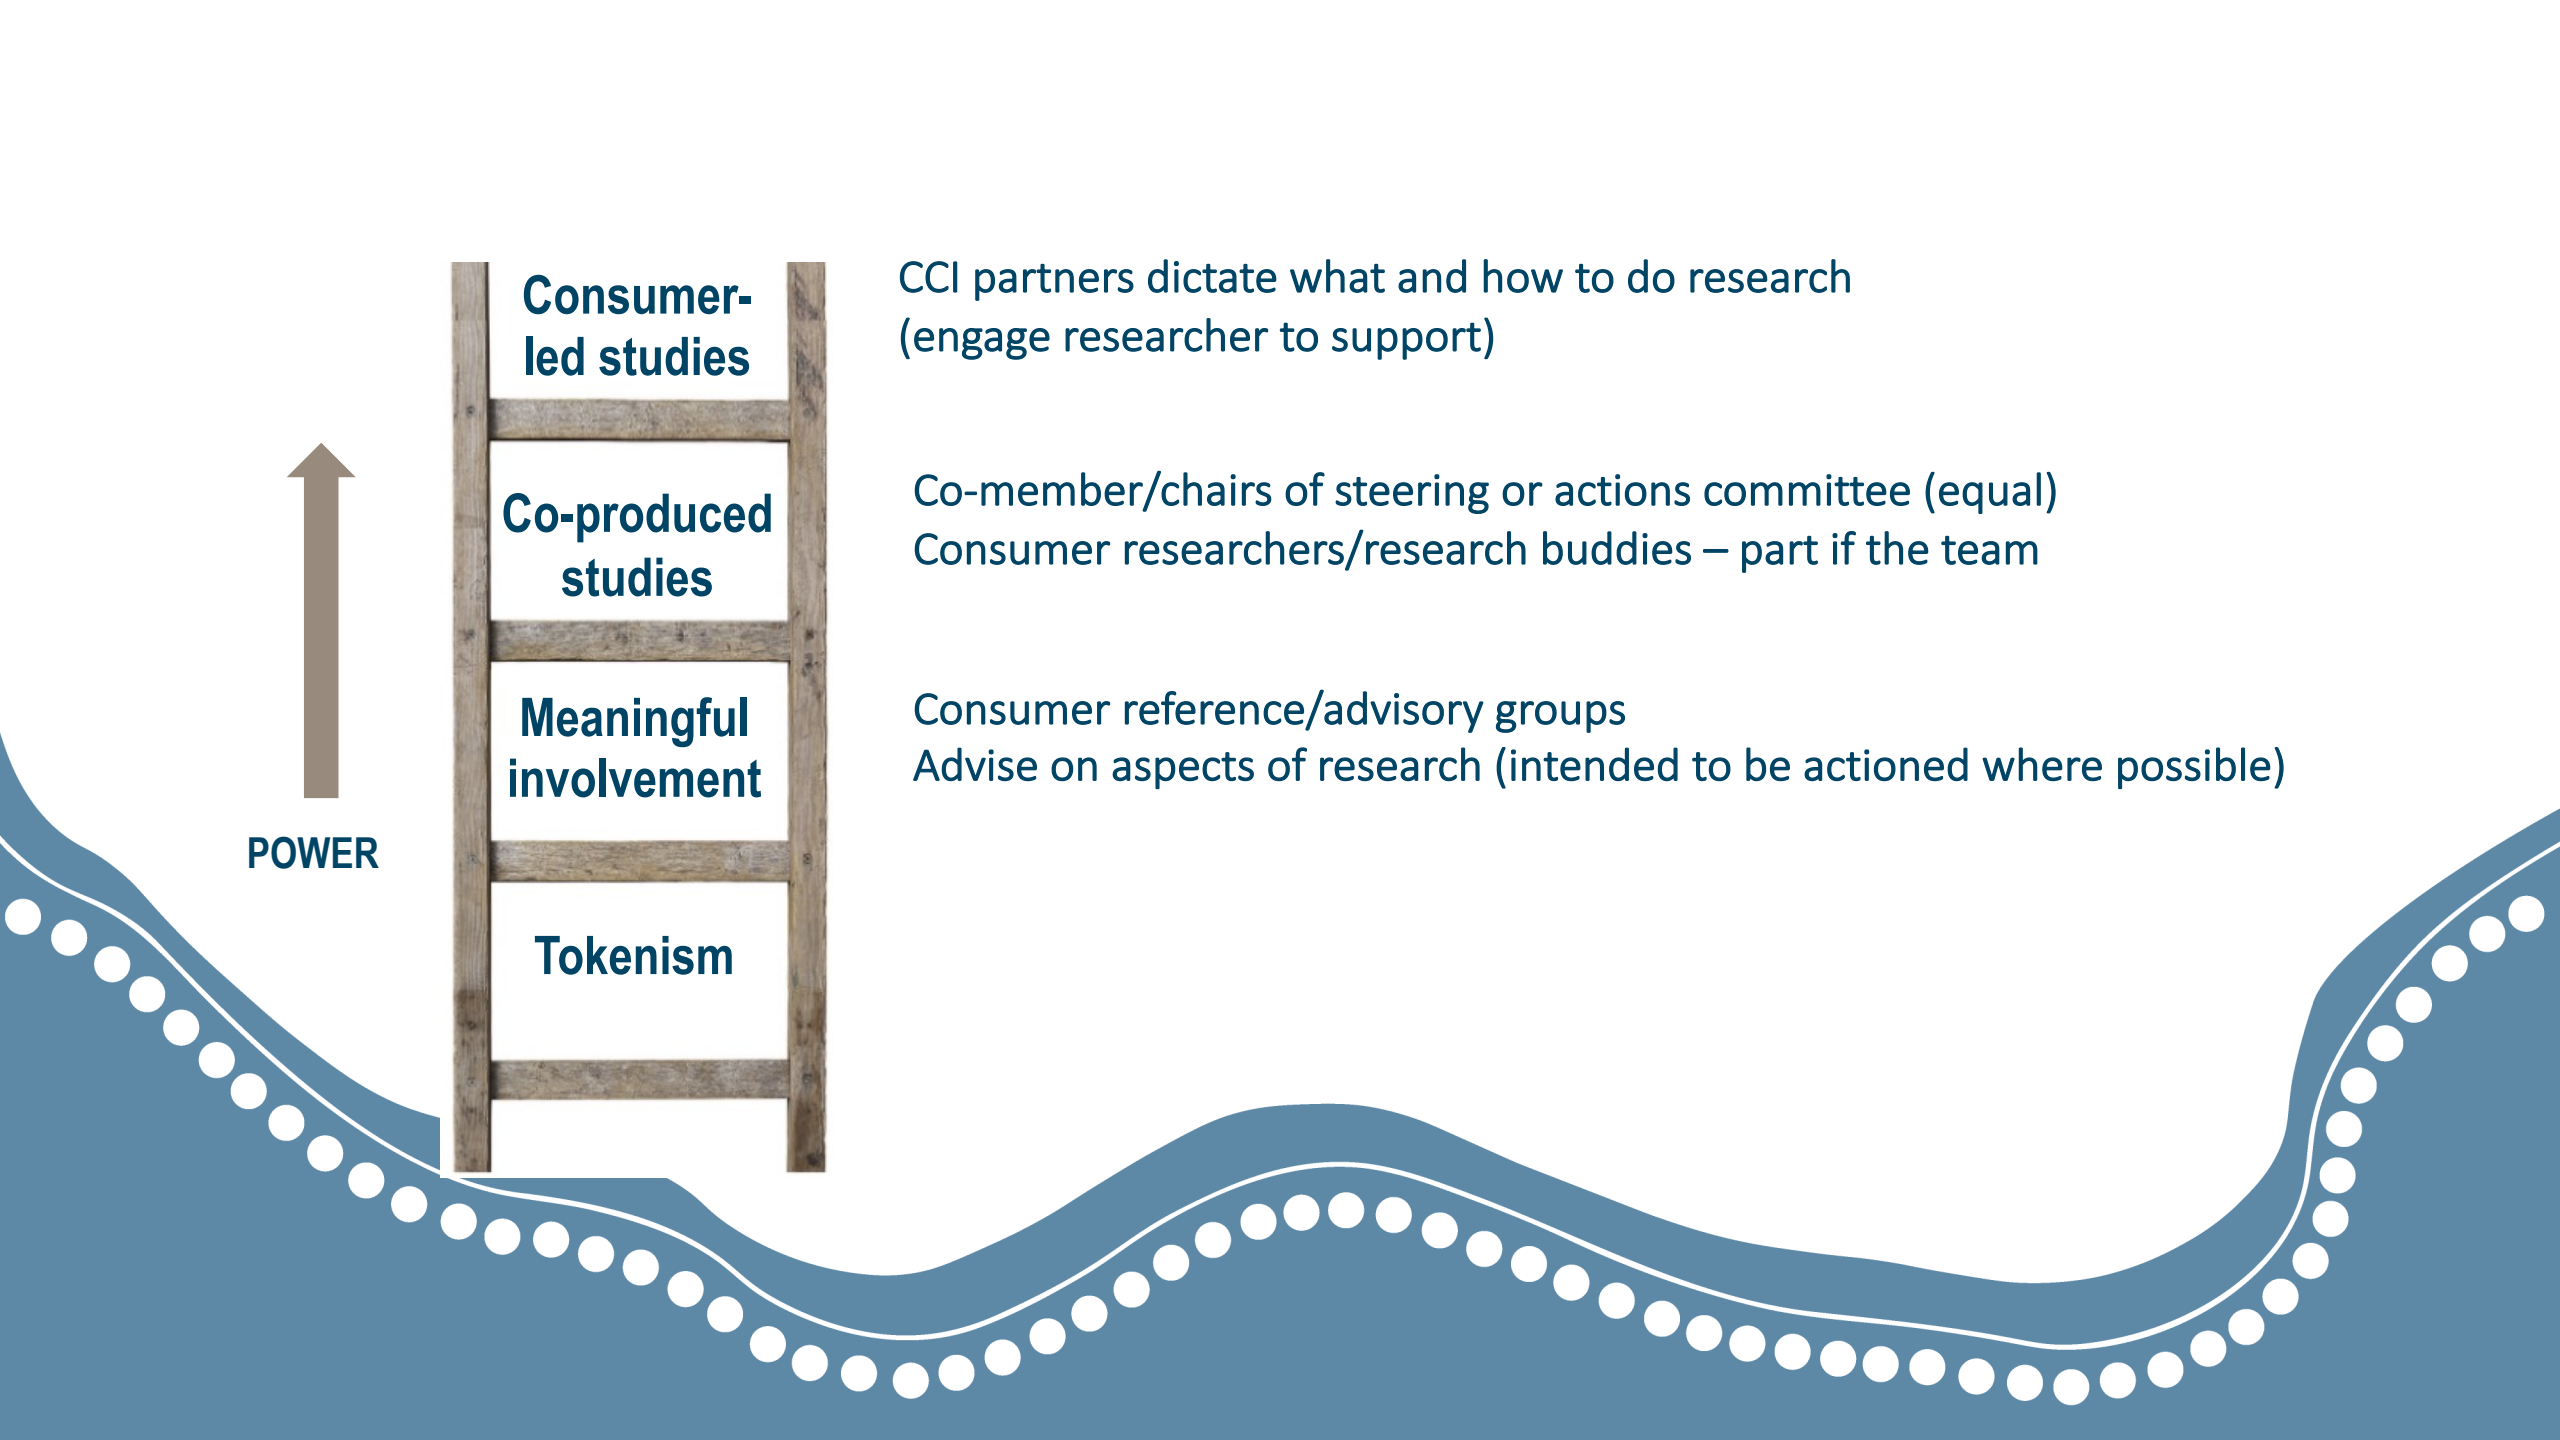 Consumer-
led studies
CCI partners dictate what and how to do research
(engage researcher to support)
Co-produced
studies
Co-member/chairs of steering or actions committee (equal)
Consumer researchers/research buddies – part if the team
Meaningful
involvement
Consumer reference/advisory groups
Advise on aspects of research (intended to be actioned where possible)
POWER
Tokenism